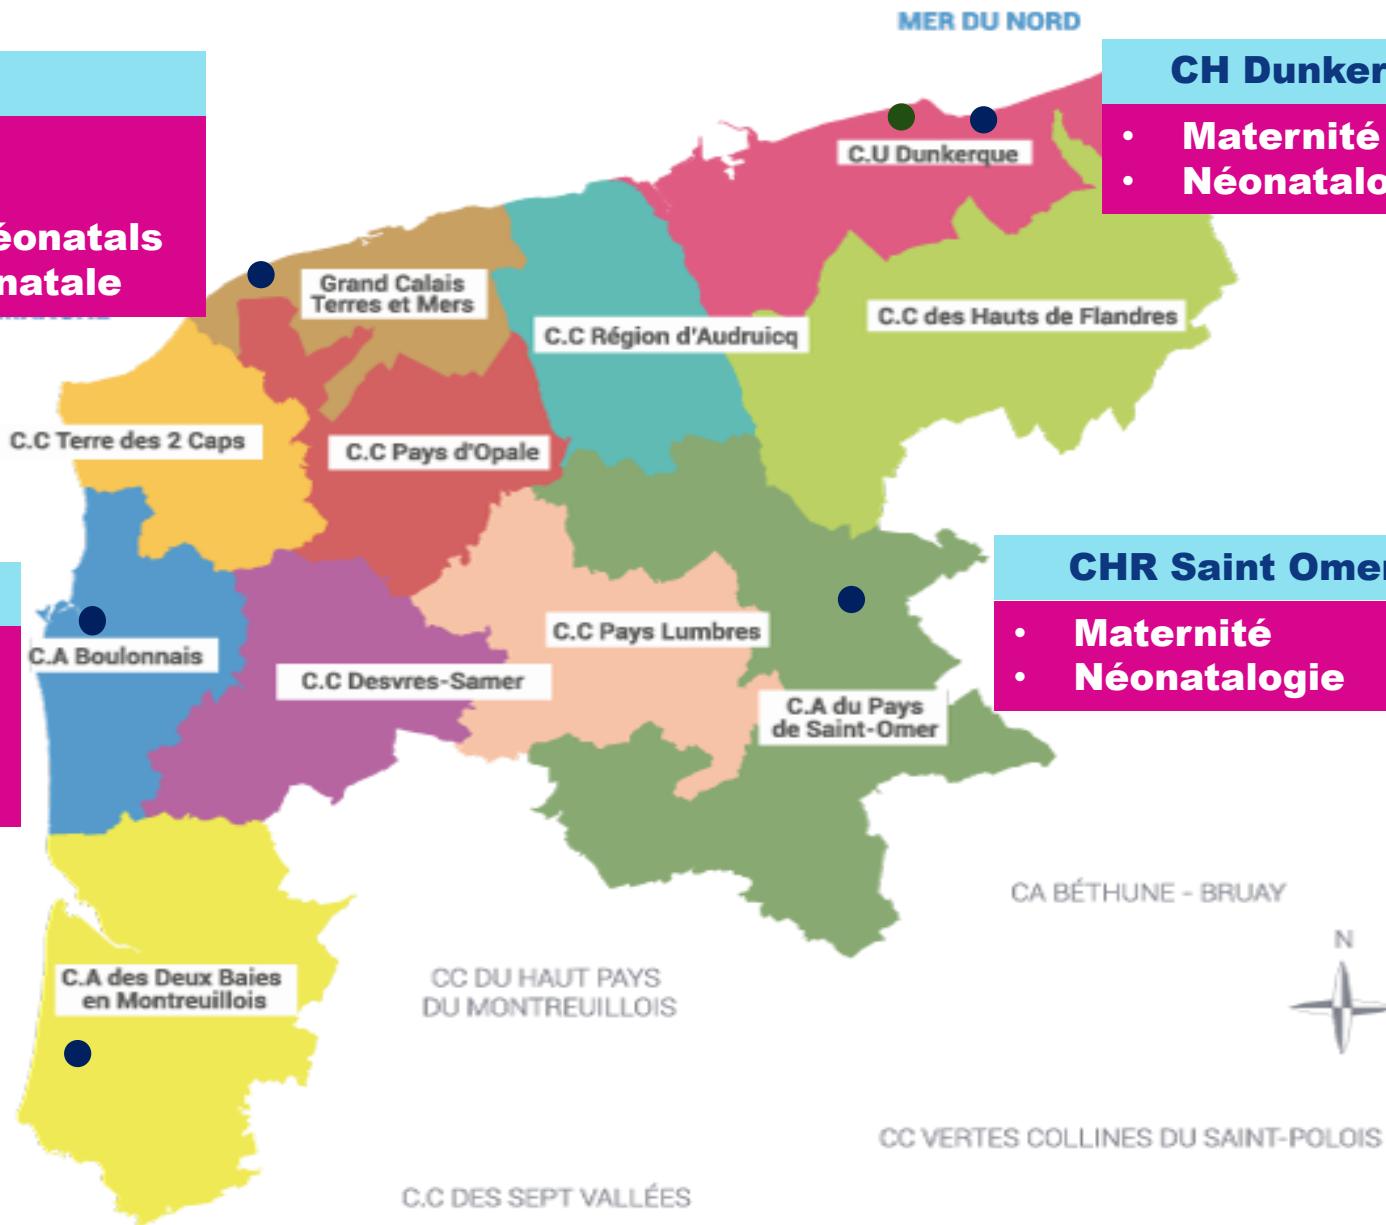 MER DU NORD
CH Dunker
• Maternité
• Néonatalo
éonatals
natale
C.U Dunkerque
Grand Calais
Terres et Mers
C.C des Hauts de Flandres
C.C Région d'Audruicq
C.C Terre des 2 Caps
C.C Pays d'Opale
CHR Saint Omer
• Maternité
• Néonatalogie
C.C Pays Lumbres
C.A Boulonnais
C.C Desvres-Samer
C.A du Pays
de Saint-Omer
CA BÉTHUNE - BRUAY
N
C.A des Deux Baies
en Montreuillois
CC DU HAUT PAYS
DU MONTREUILLOIS
CC VERTES COLLINES DU SAINT-POLOIS
C.C DES SEPT VALLÉES